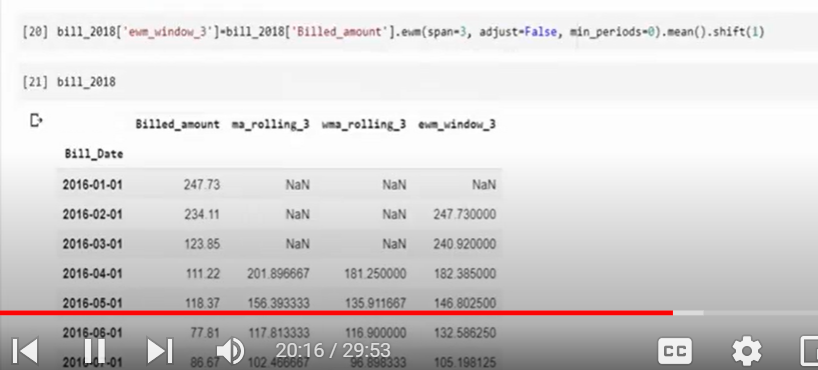 [20] bill_2018['ewm_window_3']=bill_2018['Billed_amount'].ewm(span=3, adjust=False, min_periods=0).mean().shift(1)
[21] bill_2018
Billed_amount ma_rolling_3 wma_rolling_3 ewm_window_3
Bill_Date
2016-01-01 247.73 NaN NaN NaN
2016-02-01 234.11 NaN NaN 247.730000
2016-03-01 123.85 NaN NaN 240.920000
2016-04-01 111.22 201.896667 181.250000 182.385000
2016-05-01 118.37 156.393333 135.911667 146.802500
2016-06-01 77.81 117.813333 116.900000 132.586250
2016-07-01 86.67 102.466667 96.898333 105.198125
20:16 / 29:53
CC